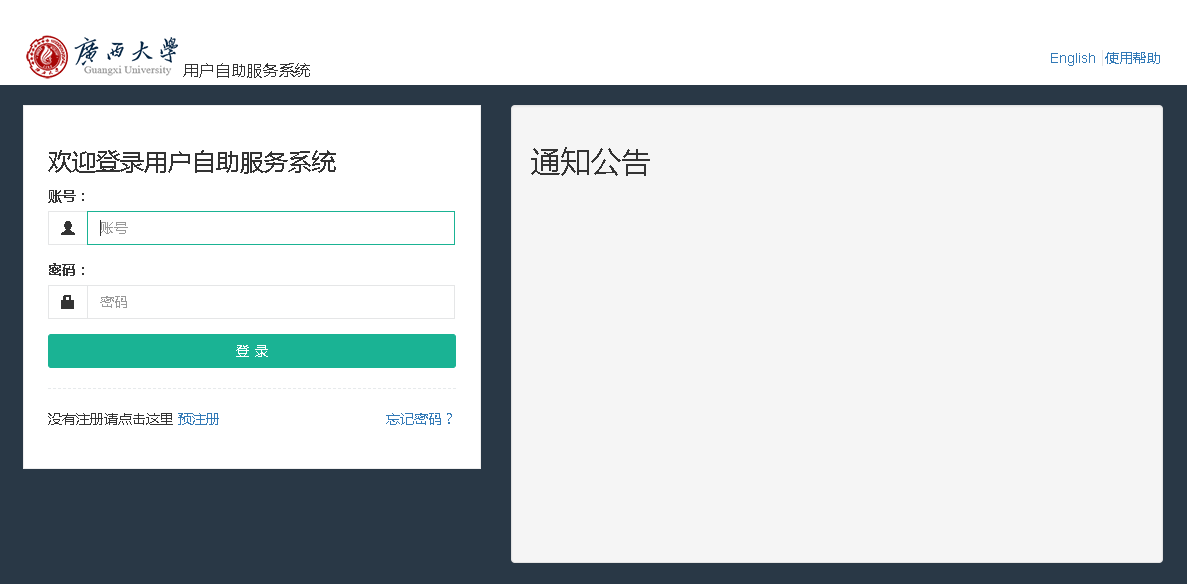 廣西大學
Guangxi University
用户自助服务系统
English
使用帮助
欢迎登录用户自助服务系统
账号：
账号
密码：
密码
登 录
没有注册请点击这里 预注册
忘记密码？
通知公告